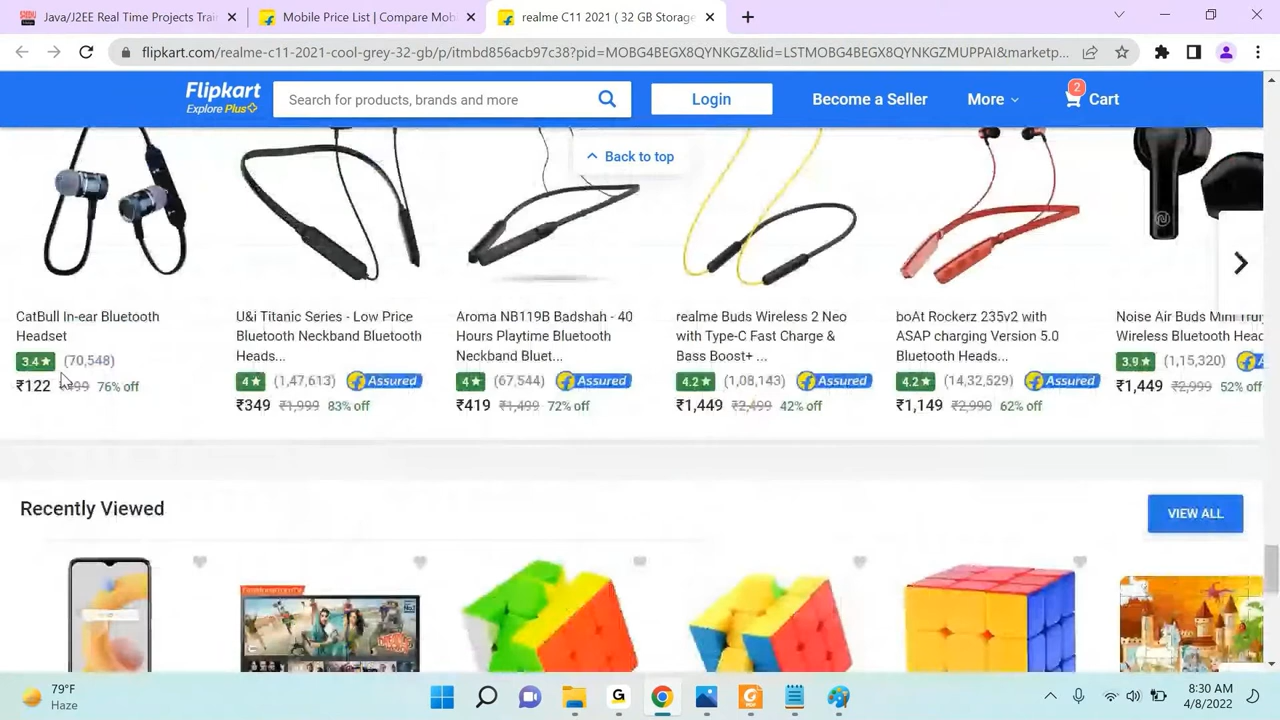 Java/J2EE Real Time Projects Trai
Mobile Price List | Compare Mo
realme C11 2021 ( 32 GB Storage
flipkart.com/realme-c11-2021-cool-grey-32-gb/p/itmbd856acb97c38?pid=MOBG4BEGX8QYNKGZ&lid=LSTMOBG4BEGX8QYNKGZMUPPAI&marketp...
Flipkart
Explore Plus
Search for products, brands and more
Login
Become a Seller
More
2
Cart
Back to top
CatBull In-ear Bluetooth
Headset
3.4★ (70,548)
₹122 76% off
U&i Titanic Series - Low Price
Bluetooth Neckband Bluetooth
Heads...
4★ (1,47,613) Assured
₹349 ₹1,999 83% off
Aroma NB119B Badshah - 40
Hours Playtime Bluetooth
Neckband Bluet...
4★ (67,544) Assured
₹419 ₹1,499 72% off
realme Buds Wireless 2 Neo
with Type-C Fast Charge &
Bass Boost+ ...
4.2★ (1,08,143) Assured
₹1,449 ₹2,499 42% off
boAt Rockerz 235v2 with
ASAP charging Version 5.0
Bluetooth Heads...
4.2★ (14,32,529) Assured
₹1,149 ₹2,990 62% off
Noise Air Buds Mini Truly
Wireless Bluetooth Head
3.9★ (1,15,320)
₹1,449 ₹2,999 52% off
Recently Viewed
VIEW ALL
79°F
Haze
8:30 AM
4/8/2022